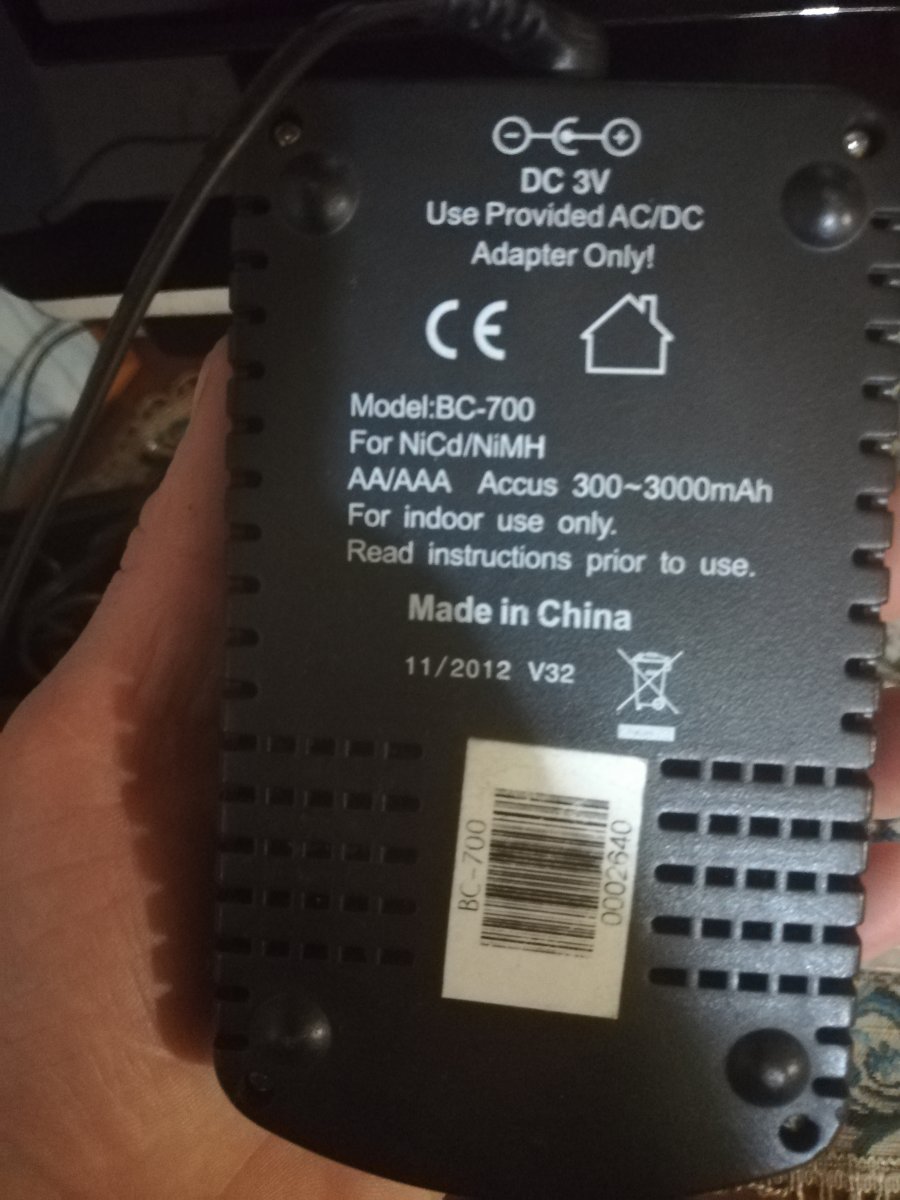 DC 3V
Use Provided AC/DC
Adapter Only!
CE
Model:BC-700
For NiCd/NiMH
AA/AAA Accus 300~3000mAh
For indoor use only.
Read instructions prior to use.
Made in China
11/2012 V32
BC-700
0002640